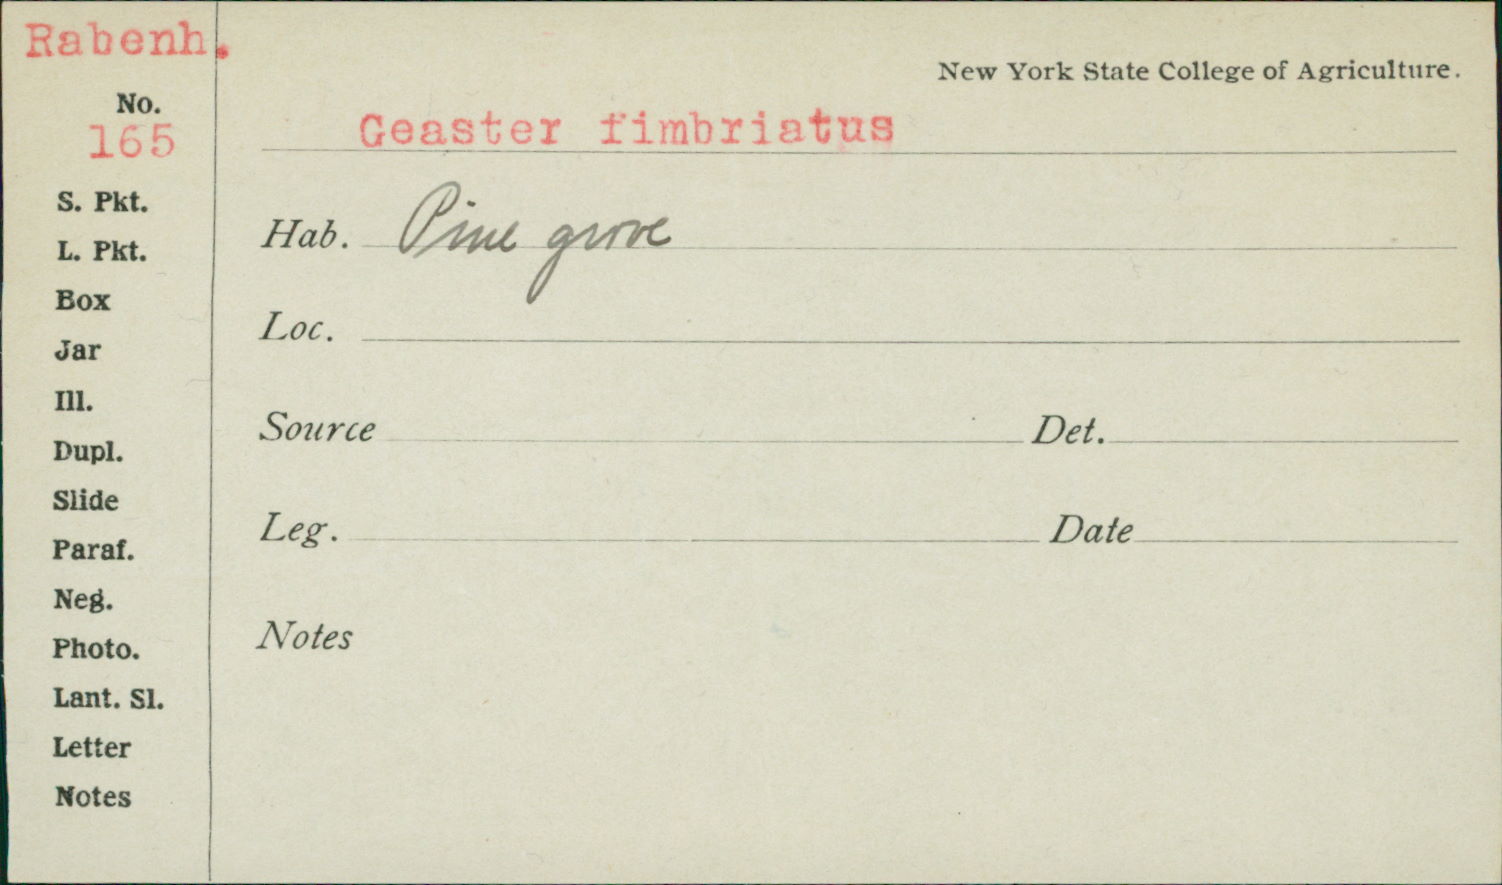 Rabenh.
New York State College of Agriculture.
No.
165
Geaster fimbriatus
S. Pkt.
Hab. Pine grove
L. Pkt.
Box
Loc.
Jar
Ill.
Source Det.
Dupl.
Slide
Leg. Date
Paraf.
Neg.
Notes
Photo.
Lant. Sl.
Letter
Notes